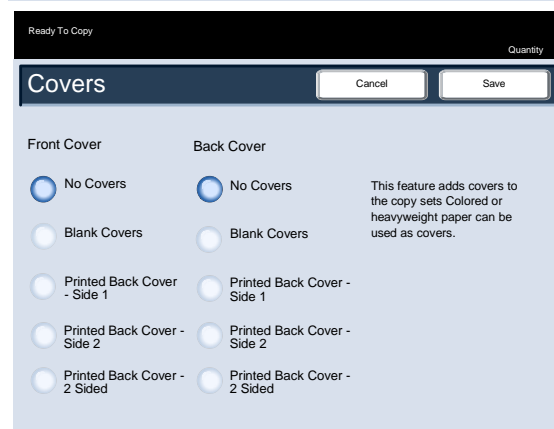 Ready To Copy
Quantity
Covers
Cancel
Save
Front Cover
No Covers
Blank Covers
Printed Back Cover
- Side 1
Printed Back Cover -
Side 2
Printed Back Cover -
2 Sided
Back Cover
No Covers
Blank Covers
Printed Back Cover -
Side 1
Printed Back Cover -
Side 2
Printed Back Cover -
2 Sided
This feature adds covers to
the copy sets Colored or
heavyweight paper can be
used as covers.